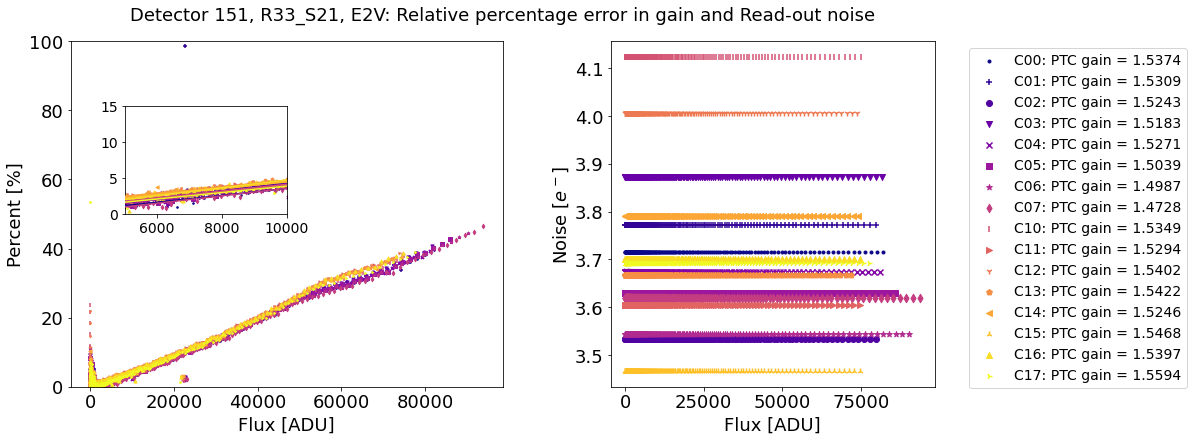 Detector 151, R33_S21, E2V: Relative percentage error in gain and Read-out noise
Percent [%]
100
80
60
40
20
0
15
10
5
0
6000 8000 10000
0 20000 40000 60000 80000
Flux [ADU]
Noise [e⁻]
4.1
4.0
3.9
3.8
3.7
3.6
3.5
0 25000 50000 75000
Flux [ADU]
C00: PTC gain = 1.5374
C01: PTC gain = 1.5309
C02: PTC gain = 1.5243
C03: PTC gain = 1.5183
C04: PTC gain = 1.5271
C05: PTC gain = 1.5039
C06: PTC gain = 1.4987
C07: PTC gain = 1.4728
C10: PTC gain = 1.5349
C11: PTC gain = 1.5294
C12: PTC gain = 1.5402
C13: PTC gain = 1.5422
C14: PTC gain = 1.5246
C15: PTC gain = 1.5468
C16: PTC gain = 1.5397
C17: PTC gain = 1.5594